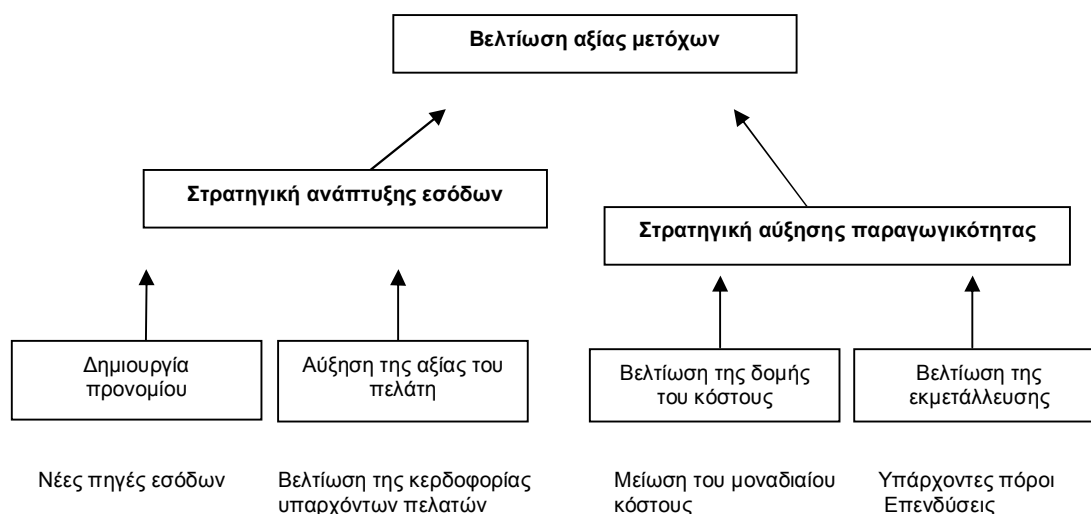 Βελτίωση αξίας μετόχων
Στρατηγική ανάπτυξης εσόδων
Στρατηγική αύξησης παραγωγικότητας
Δημιουργία
προνομίου
Αύξηση της αξίας του
πελάτη
Βελτίωση της δομής
του κόστους
Βελτίωση της
εκμετάλλευσης
Νέες πηγές εσόδων
Βελτίωση της κερδοφορίας
υπαρχόντων πελατών
Μείωση του μοναδιαίου
κόστους
Υπάρχοντες πόροι
Επενδύσεις